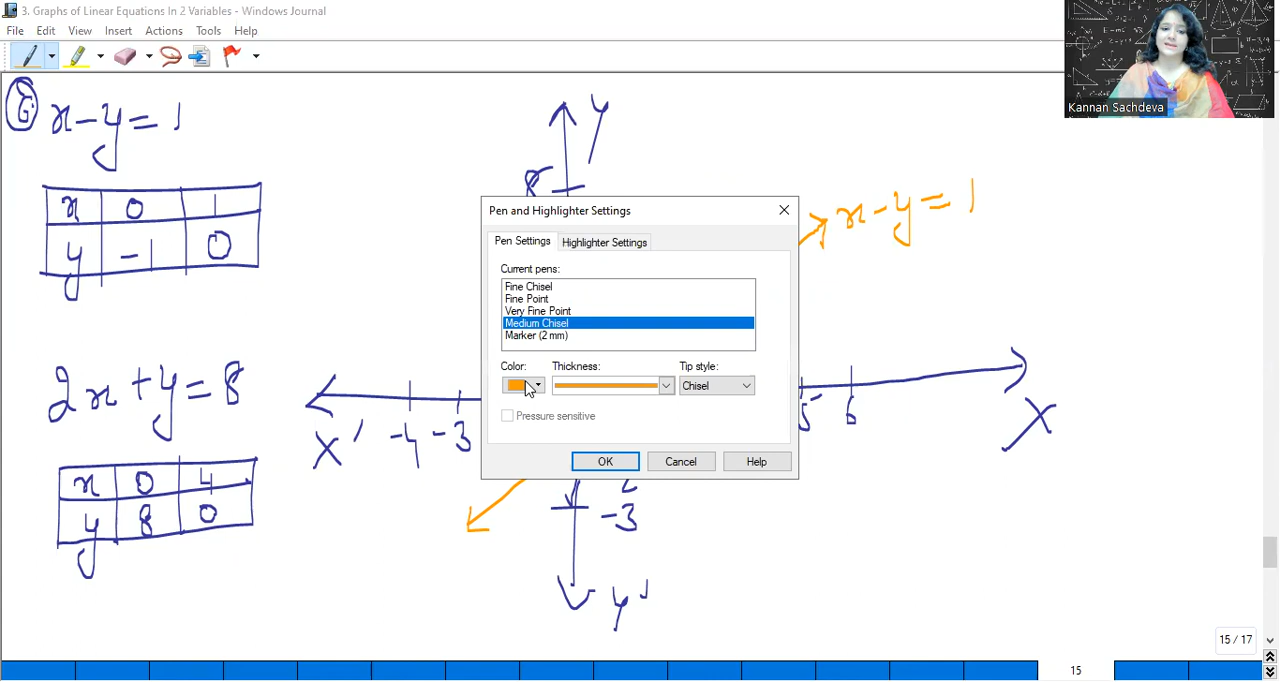 3. Graphs of Linear Equations In 2 Variables - Windows Journal
File Edit View Insert Actions Tools Help
Kannan Sachdeva
6 x-y=1
x 0 1
y -1 0
2x+y=8
x 0 4
y 8 0
Y
8
x-y=1
X' -4 -3
5 6
X
-3
Y'
Pen and Highlighter Settings
Pen Settings Highlighter Settings
Current pens:
Fine Chisel
Fine Point
Very Fine Point
Medium Chisel
Marker (2 mm)
Color: Thickness: Tip style:
Chisel
Pressure sensitive
OK Cancel Help
15 / 17
15